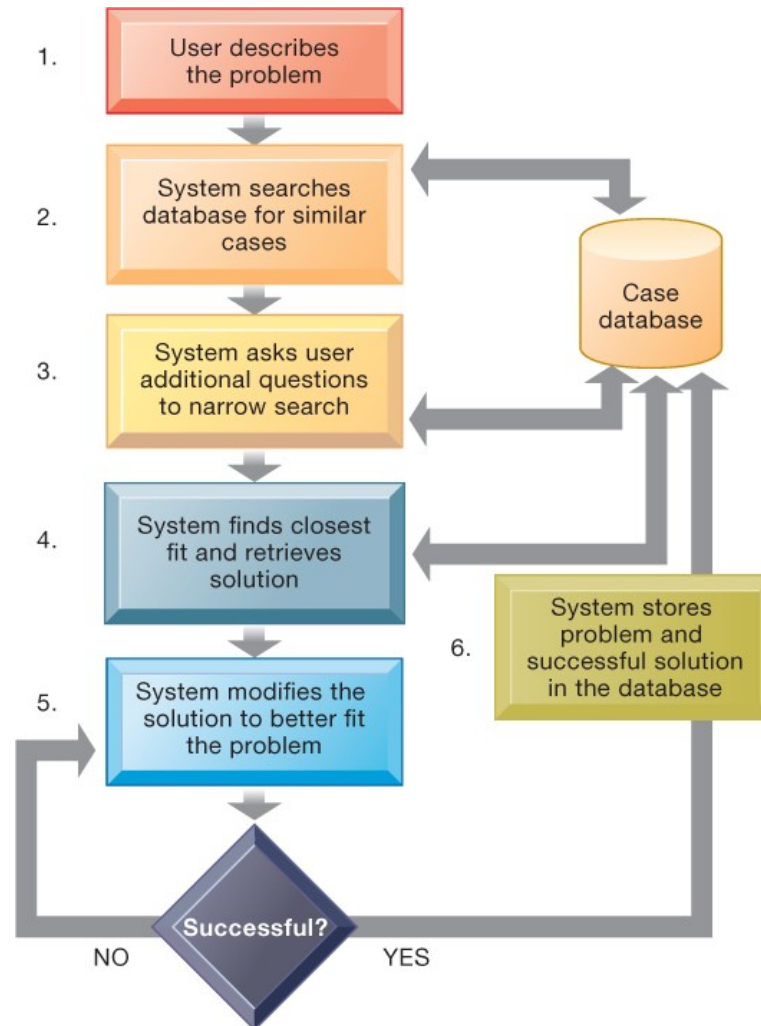 1.
User describes
the problem
2.
System searches
database for similar
cases
Case
database
3.
System asks user
additional questions
to narrow search
4.
System finds closest
fit and retrieves
solution
5.
System modifies the
solution to better fit
the problem
6.
System stores
problem and
successful solution
in the database
Successful?
NO
YES